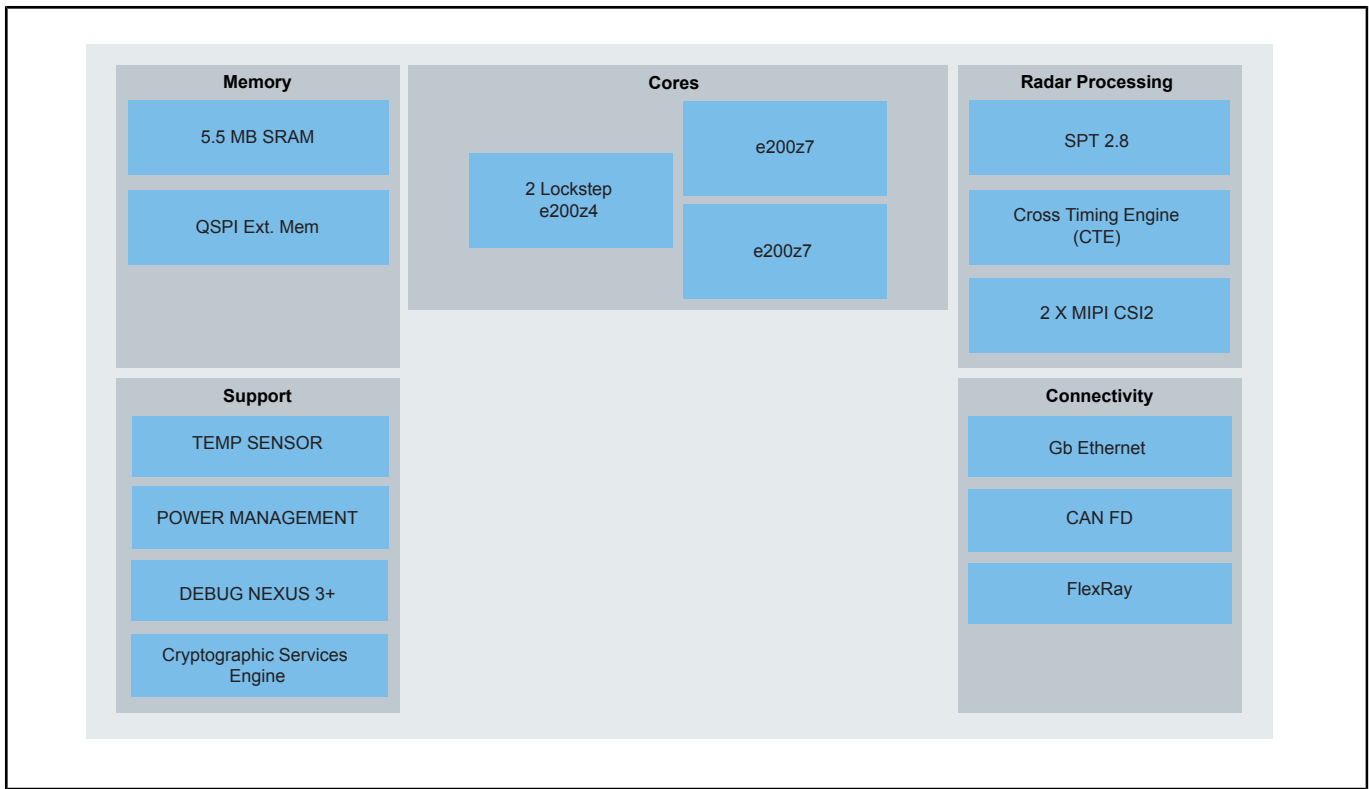 Memory
5.5 MB SRAM
QSPI Ext. Mem
Cores
2 Lockstep
e200z4
e200z7
e200z7
Radar Processing
SPT 2.8
Cross Timing Engine
(CTE)
2 X MIPI CSI2
Support
TEMP SENSOR
POWER MANAGEMENT
DEBUG NEXUS 3+
Cryptographic Services
Engine
Connectivity
Gb Ethernet
CAN FD
FlexRay